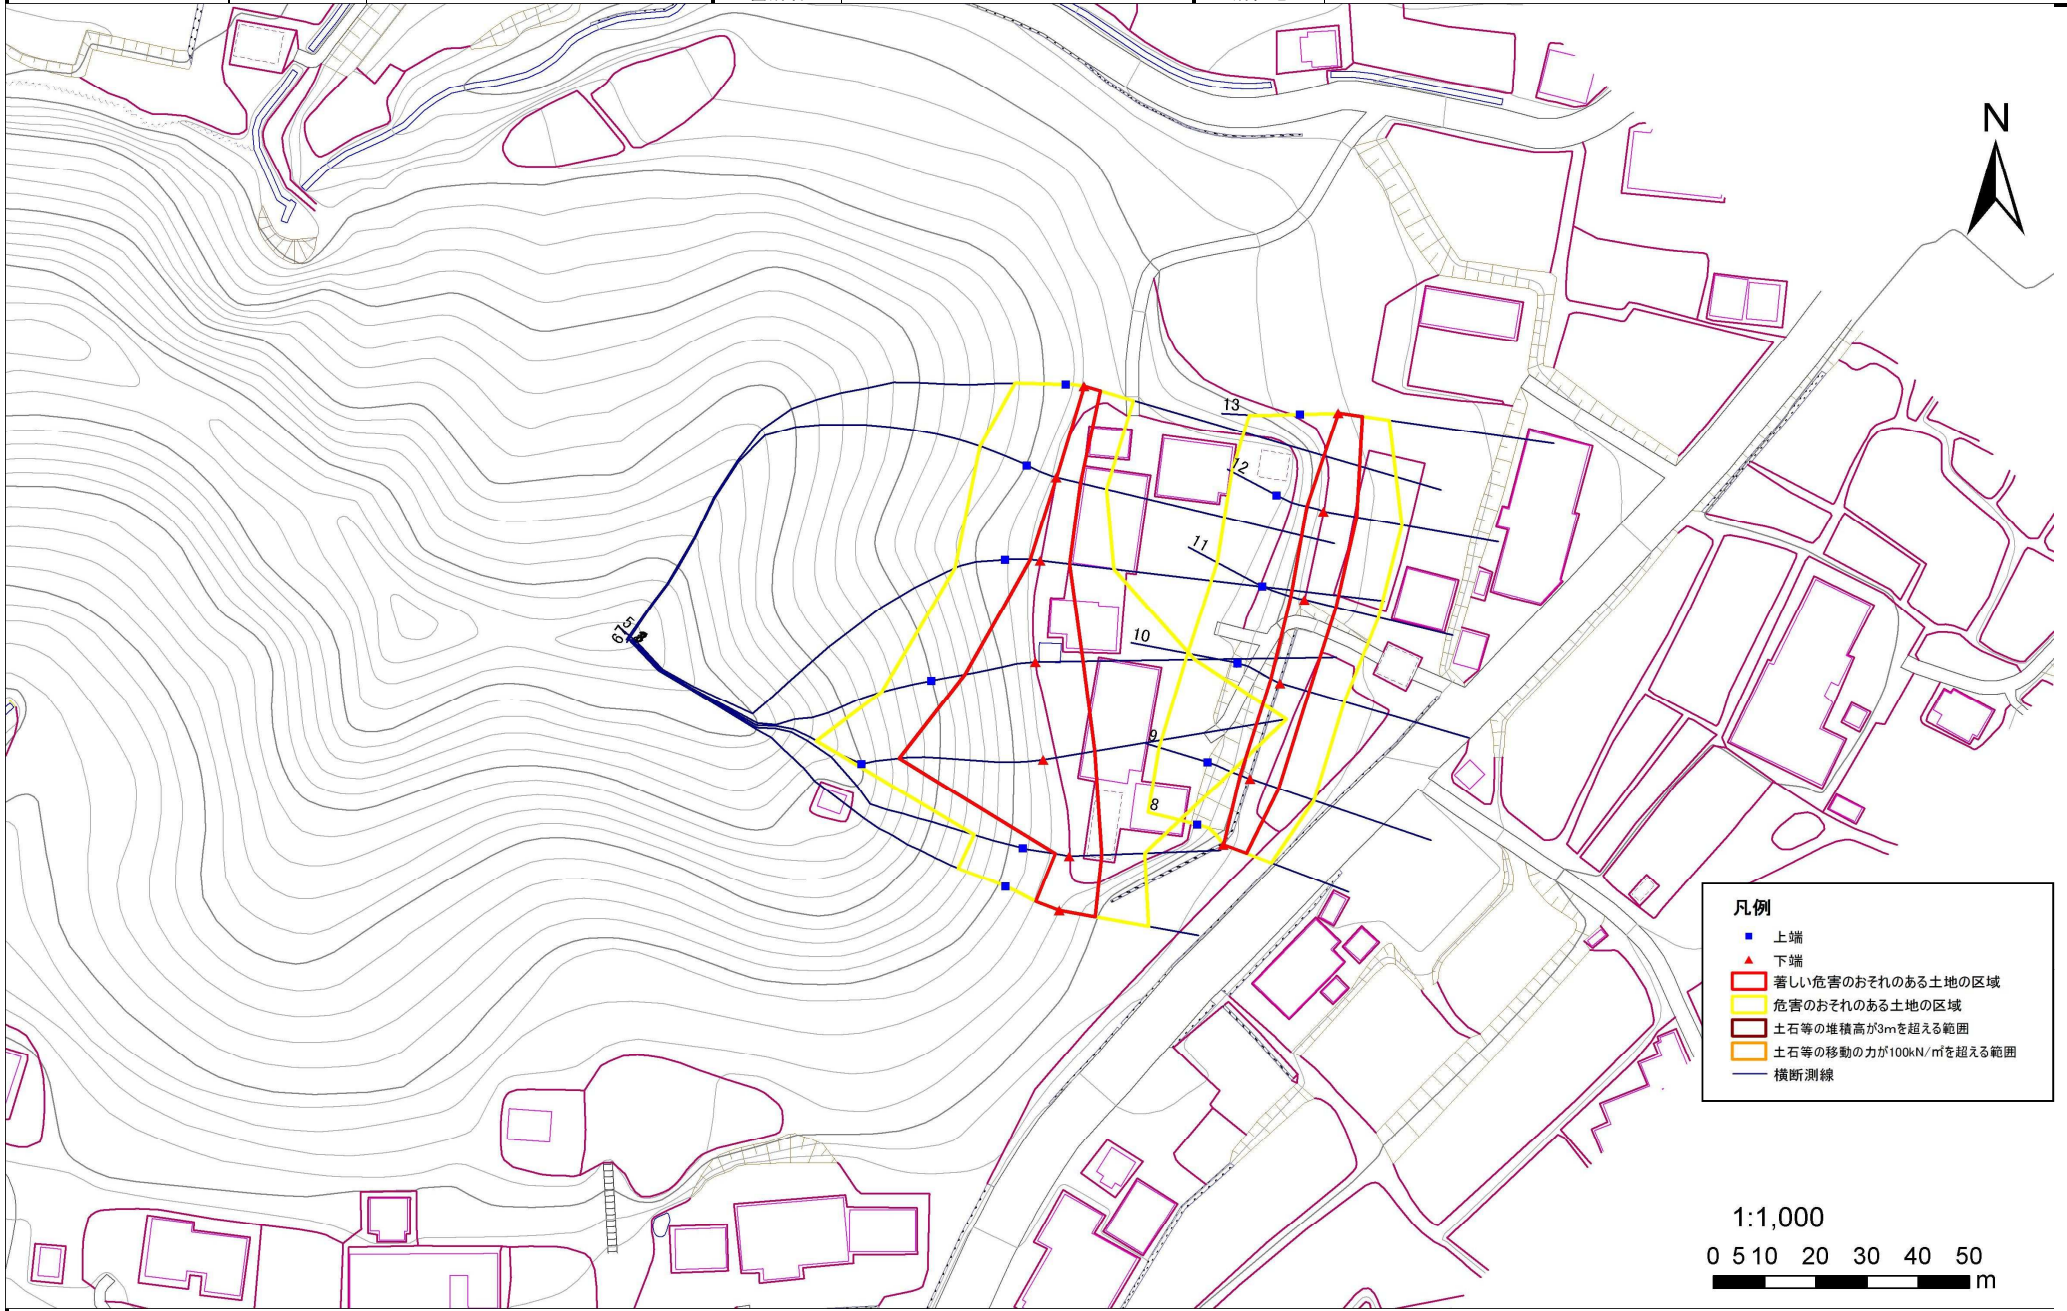 N
13
12
11
10
5
67
9
8
凡例
上端
下端
著しい危害のおそれのある土地の区域
危害のおそれのある土地の区域
土石等の堆積高が3mを超える範囲
土石等の移動の力が100kN/㎡を超える範囲
横断測線
1:1,000
0 5 10 20 30 40 50
m